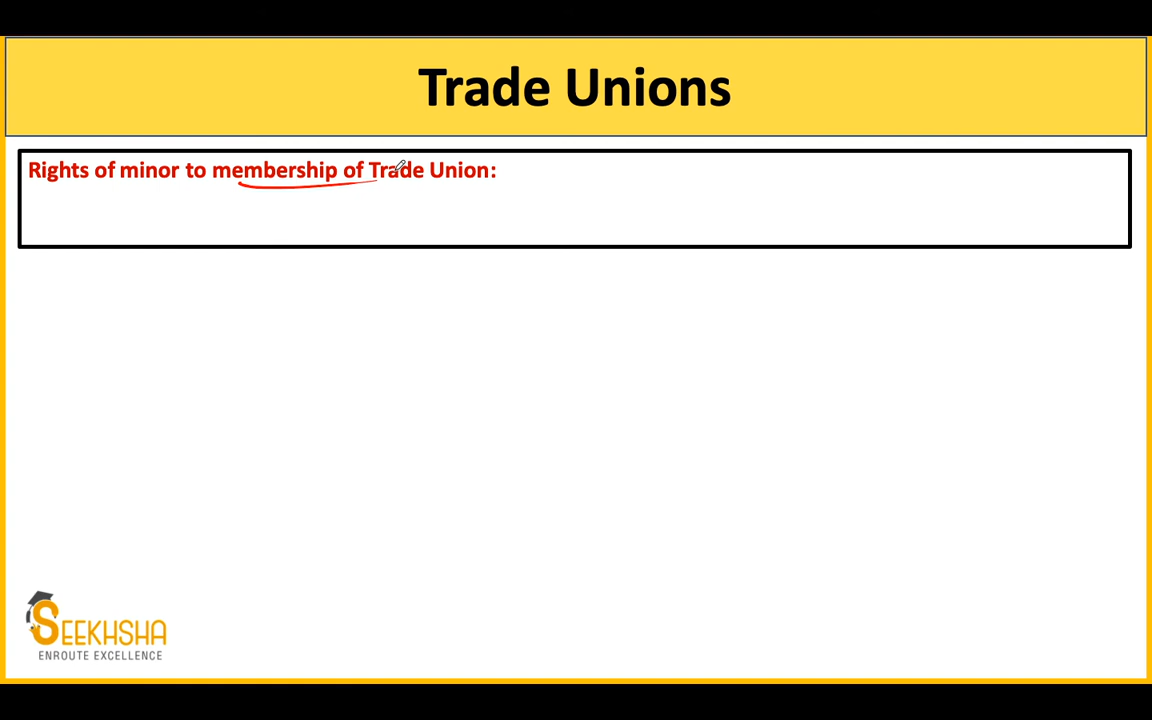 Trade Unions
Rights of minor to membership of Trade Union:
SEEKHSHA
ENROUTE EXCELLENCE